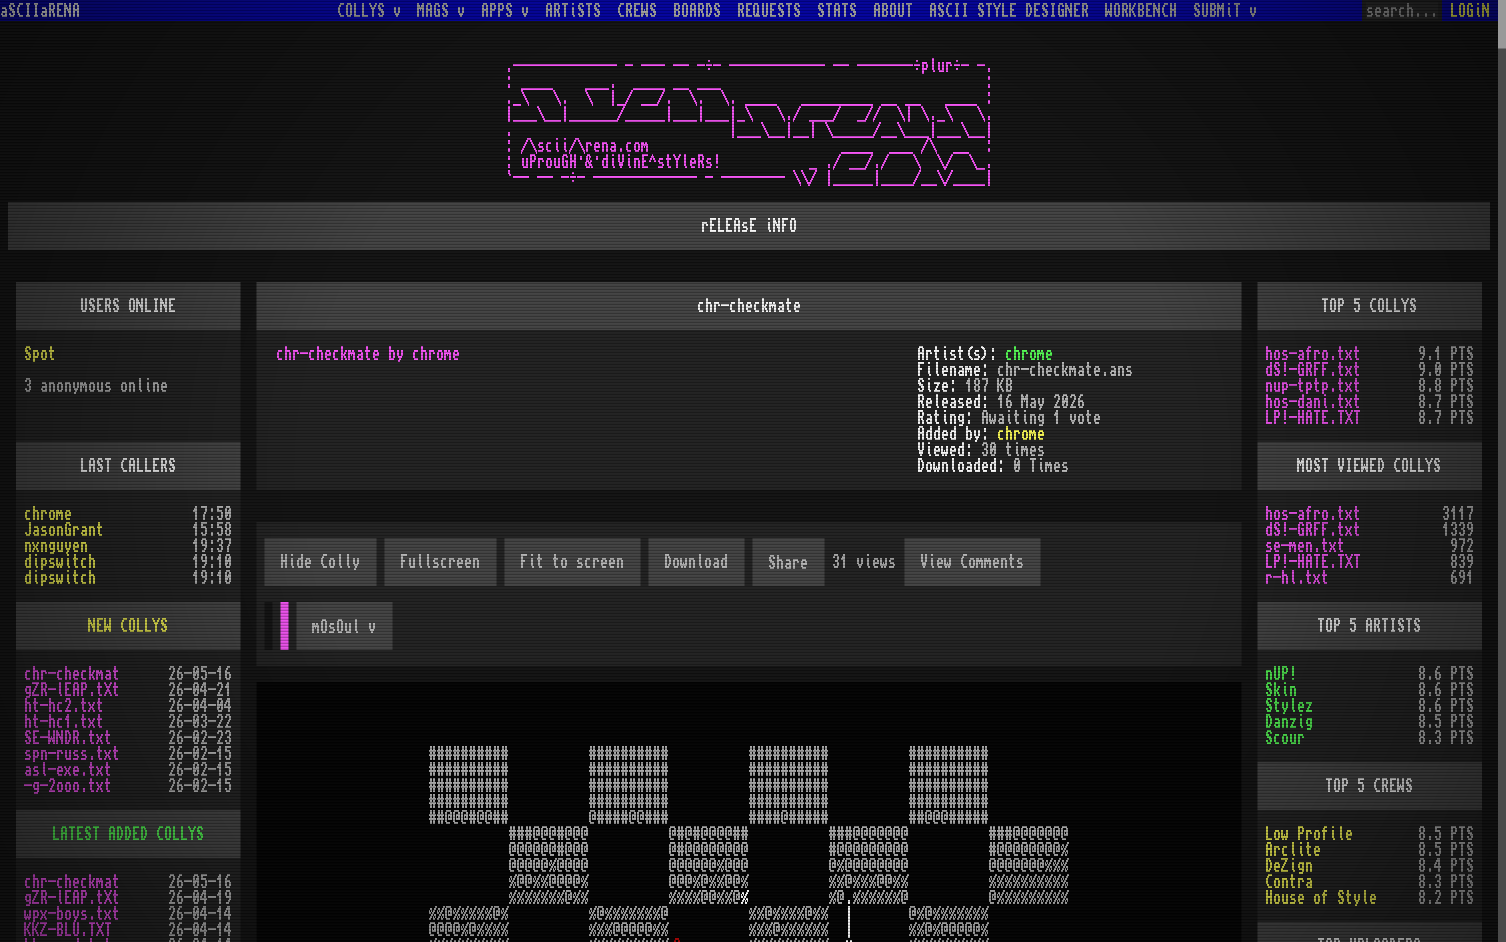 aSCIIaRENA COLLYS v MAGS v APPS v ARTiSTS CREWS BOARDS REQUESTS STATS ABOUT ASCII STYLE DESIGNER WORKBENCH SUBMiT v search... LOGiN
plur
/\scii/\rena.com
uProuGH'&'diVinE^stYleRs!
rELEAsE iNFO
USERS ONLINE
Spot
3 anonymous online
LAST CALLERS
chrome 17:50
JasonGrant 15:58
nxnguyen 19:37
dipswitch 19:10
dipswitch 19:10
NEW COLLYS
chr-checkmat 26-05-16
gZR-lEAP.tXt 26-04-21
ht-hc2.txt 26-04-04
ht-hc1.txt 26-03-22
SE-WNDR.txt 26-02-23
spn-russ.txt 26-02-15
asl-exe.txt 26-02-15
-g-2ooo.txt 26-02-15
LATEST ADDED COLLYS
chr-checkmat 26-05-16
gZR-lEAP.tXt 26-04-19
wpx-boys.txt 26-04-14
KKZ-BLU.TXT 26-04-14
chr-checkmate
chr-checkmate by chrome
Artist(s): chrome
Filename: chr-checkmate.ans
Size: 187 KB
Released: 16 May 2026
Rating: Awaiting 1 vote
Added by: chrome
Viewed: 30 times
Downloaded: 0 Times
Hide Colly Fullscreen Fit to screen Download Share 31 views View Comments
mOsOul v
TOP 5 COLLYS
hos-afro.txt 9.1 PTS
dS!-GRFF.txt 9.0 PTS
nup-tptp.txt 8.8 PTS
hos-dani.txt 8.7 PTS
LP!-HATE.TXT 8.7 PTS
MOST VIEWED COLLYS
hos-afro.txt 3117
dS!-GRFF.txt 1339
se-men.txt 972
LP!-HATE.TXT 839
r-hl.txt 691
TOP 5 ARTISTS
nUP! 8.6 PTS
Skin 8.6 PTS
Stylez 8.6 PTS
Danzig 8.5 PTS
Scour 8.3 PTS
TOP 5 CREWS
Low Profile 8.5 PTS
Arclite 8.5 PTS
DeZign 8.4 PTS
Contra 8.3 PTS
House of Style 8.2 PTS
TOP UPLOADERS